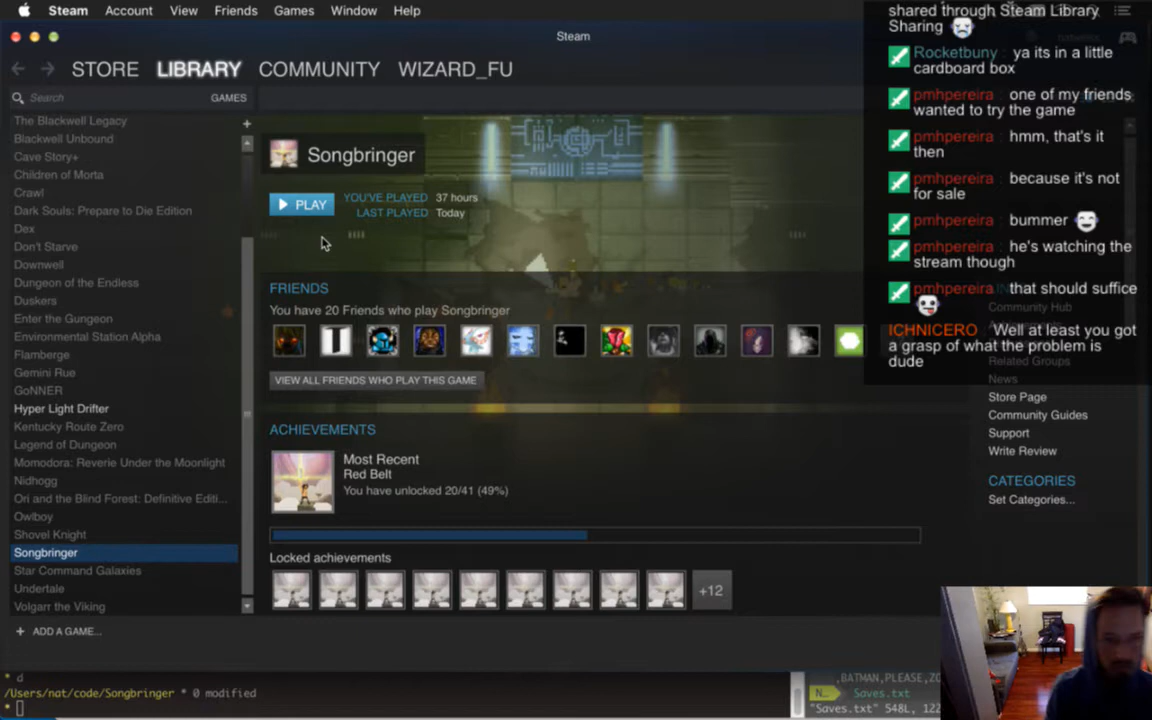 Steam Account View Friends Games Window Help
Steam
STORE LIBRARY COMMUNITY WIZARD_FU
Search GAMES
The Blackwell Legacy
Blackwell Unbound
Cave Story+
Children of Morta
Crawl
Dark Souls: Prepare to Die Edition
Dex
Don't Starve
Downwell
Dungeon of the Endless
Duskers
Enter the Gungeon
Environmental Station Alpha
Flamberge
Gemini Rue
GoNNER
Hyper Light Drifter
Kentucky Route Zero
Legend of Dungeon
Momodora: Reverie Under the Moonlight
Nidhogg
Ori and the Blind Forest: Definitive Editi...
Owlboy
Shovel Knight
Songbringer
Star Command Galaxies
Undertale
Volgarr the Viking
+ ADD A GAME...
Songbringer
PLAY
YOU'VE PLAYED 37 hours
LAST PLAYED Today
FRIENDS
You have 20 Friends who play Songbringer
VIEW ALL FRIENDS WHO PLAY THIS GAME
ACHIEVEMENTS
Most Recent
Red Belt
You have unlocked 20/41 (49%)
Locked achievements
+12
shared through Steam Library
Sharing
Rocketbuny : ya its in a little
cardboard box
pmhpereira : one of my friends
wanted to try the game
pmhpereira : hmm, that's it
then
pmhpereira : because it's not
for sale
pmhpereira : bummer
pmhpereira : he's watching the
stream though
pmhpereira : that should suffice
ICHNICERO : Well at least you got
a grasp of what the problem is
dude
Community Hub
Related Groups
News
Store Page
Community Guides
Support
Write Review
CATEGORIES
Set Categories...
* d
/Users/nat/code/Songbringer * 0 modified
*
,BATMAN,PLEASE,ZO
N... Saves.txt
"Saves.txt" 548L, 122